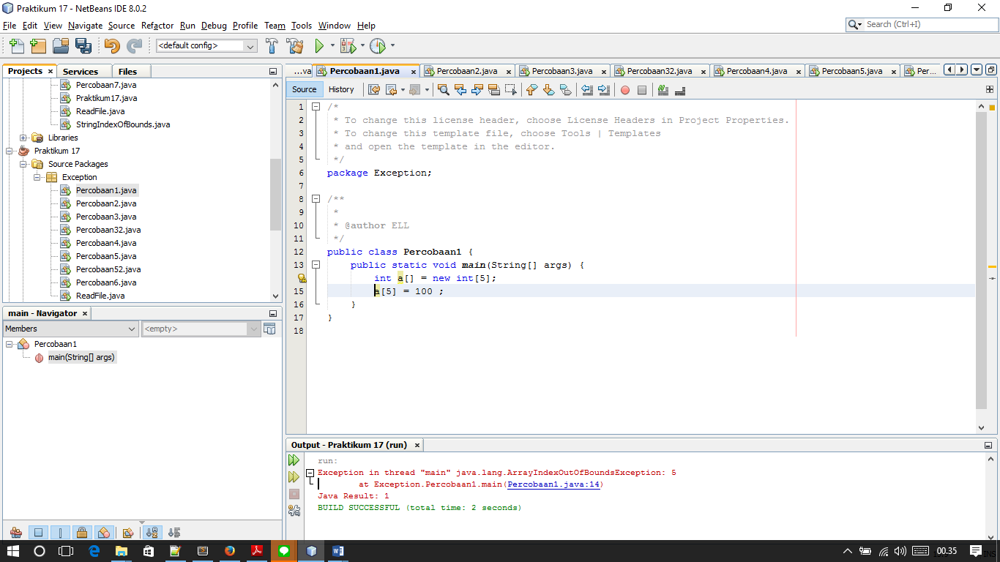 Praktikum 17 - NetBeans IDE 8.0.2
File Edit View Navigate Source Refactor Run Debug Profile Team Tools Window Help
Search (Ctrl+I)
<default config>
Projects Services Files
Percobaan7.java
Praktikum17.java
ReadFile.java
StringIndexOfBounds.java
Libraries
Praktikum 17
Source Packages
Exception
Percobaan1.java
Percobaan2.java
Percobaan3.java
Percobaan32.java
Percobaan4.java
Percobaan5.java
Percobaan52.java
Percobaan6.java
ReadFile.java
main - Navigator
Members <empty>
Percobaan1
main(String[] args)
...va Percobaan1.java Percobaan2.java Percobaan3.java Percobaan32.java Percobaan4.java Percobaan5.java Per...
Source History
1 /*
2 * To change this license header, choose License Headers in Project Properties.
3 * To change this template file, choose Tools | Templates
4 * and open the template in the editor.
5 */
6 package Exception;
7
8 /**
9 *
10 * @author ELL
11 */
12 public class Percobaan1 {
13 public static void main(String[] args) {
int a[] = new int[5];
15 a[5] = 100 ;
16 }
17 }
18
Output - Praktikum 17 (run)
run:
Exception in thread "main" java.lang.ArrayIndexOutOfBoundsException: 5
at Exception.Percobaan1.main(Percobaan1.java:14)
Java Result: 1
BUILD SUCCESSFUL (total time: 2 seconds)
00.35
INS